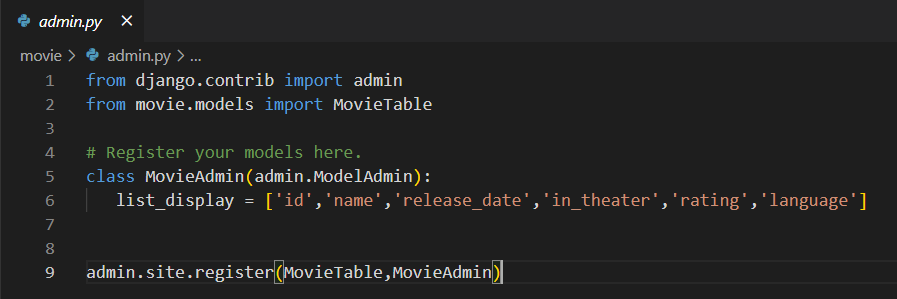 admin.py ×
movie > admin.py > ...
1 from django.contrib import admin
2 from movie.models import MovieTable
3
4 # Register your models here.
5 class MovieAdmin(admin.ModelAdmin):
6 list_display = ['id','name','release_date','in_theater','rating','language']
7
8
9 admin.site.register(MovieTable,MovieAdmin)